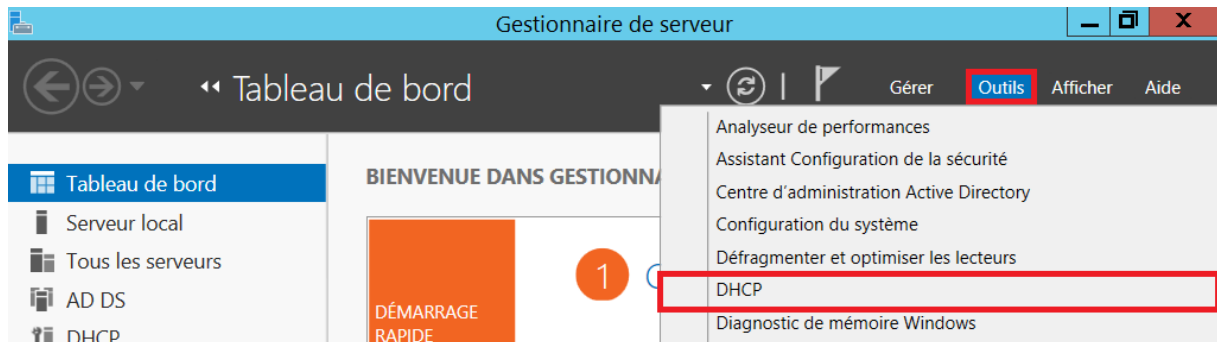 Gestionnaire de serveur
Tableau de bord
Gérer Outils Afficher Aide
Analyseur de performances
Assistant Configuration de la sécurité
Centre d'administration Active Directory
Configuration du système
Défragmenter et optimiser les lecteurs
DHCP
Diagnostic de mémoire Windows
Tableau de bord
Serveur local
Tous les serveurs
AD DS
DHCP
BIENVENUE DANS
DÉMARRAGE
RAPIDE
1